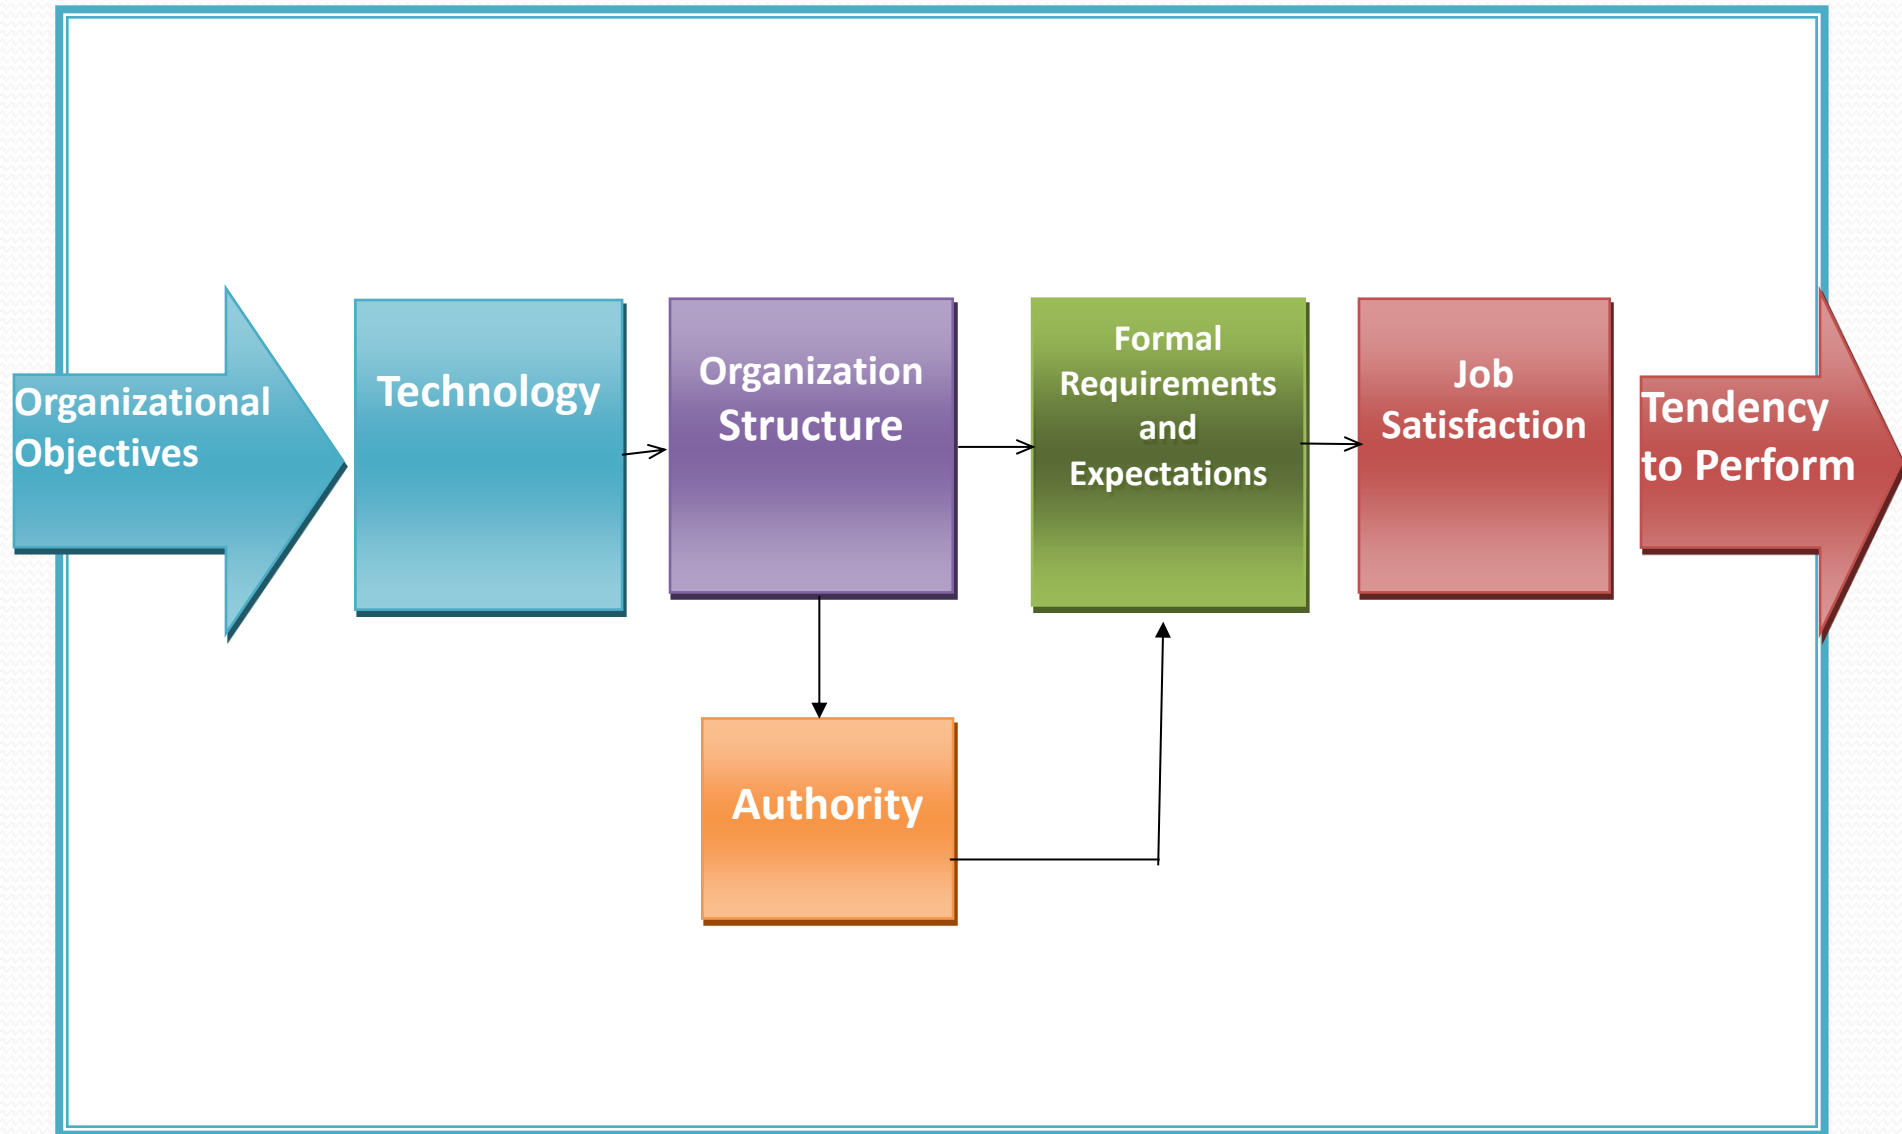 Organizational
Objectives
Technology
Organization
Structure
Formal
Requirements
and
Expectations
Job
Satisfaction
Tendency
to Perform
Authority